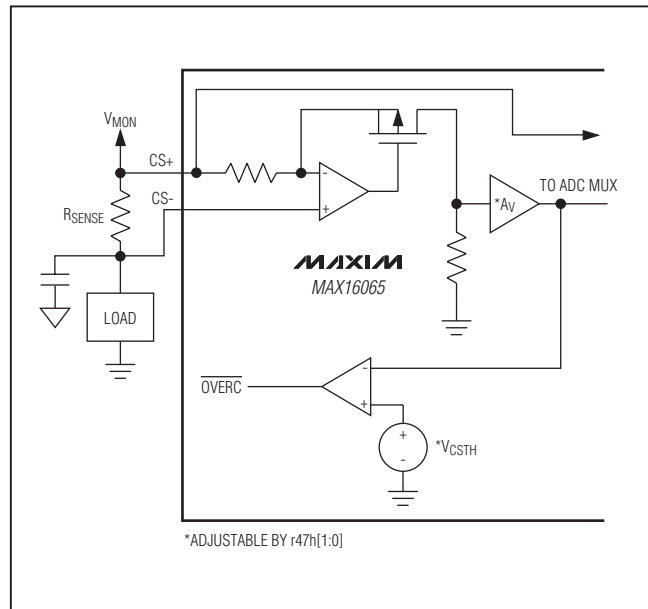 VMON
CS+
-
TO ADC MUX
CS-
*AV
RSENSE
+
MAXIM
MAX16065
LOAD
OVERC
-
+
+
*VCSTH
-
*ADJUSTABLE BY r47h[1:0]